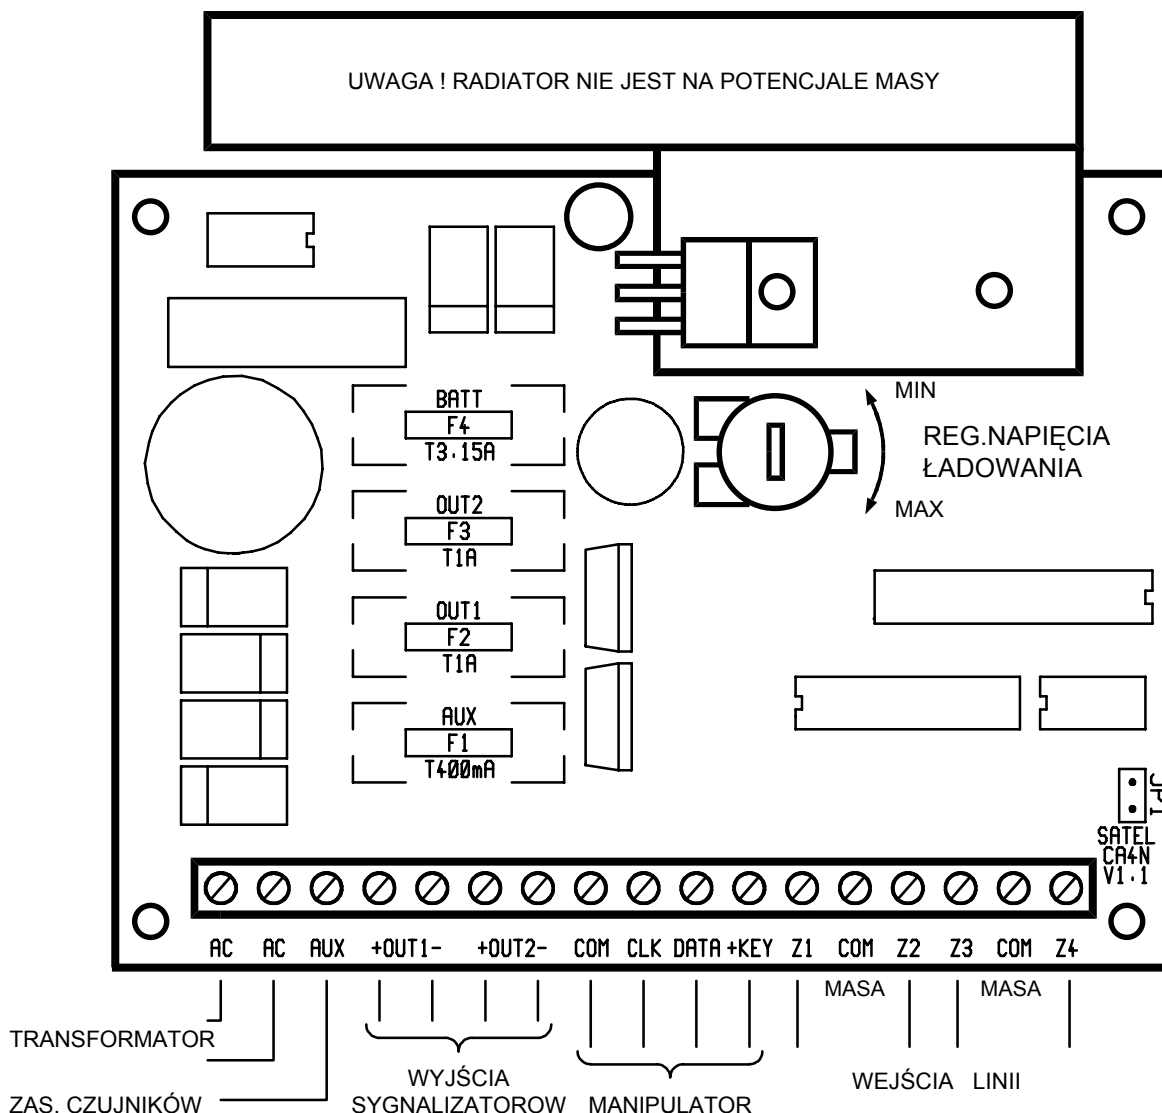 UWAGA ! RADIATOR NIE JEST NA POTENCJALE MASY
MIN
REG.NAPIĘCIA
ŁADOWANIA
MAX
BATT
F4
T3.15A
OUT2
F3
T1A
OUT1
F2
T1A
AUX
F1
T400mA
JP1
SATEL
CA4N
V1.1
AC AC AUX +OUT1- +OUT2- COM CLK DATA +KEY Z1 COM Z2 Z3 COM Z4
MASA MASA
TRANSFORMATOR
ZAS. CZUJNIKÓW
WYJŚCIA
SYGNALIZATOROW
MANIPULATOR
WEJŚCIA LINII